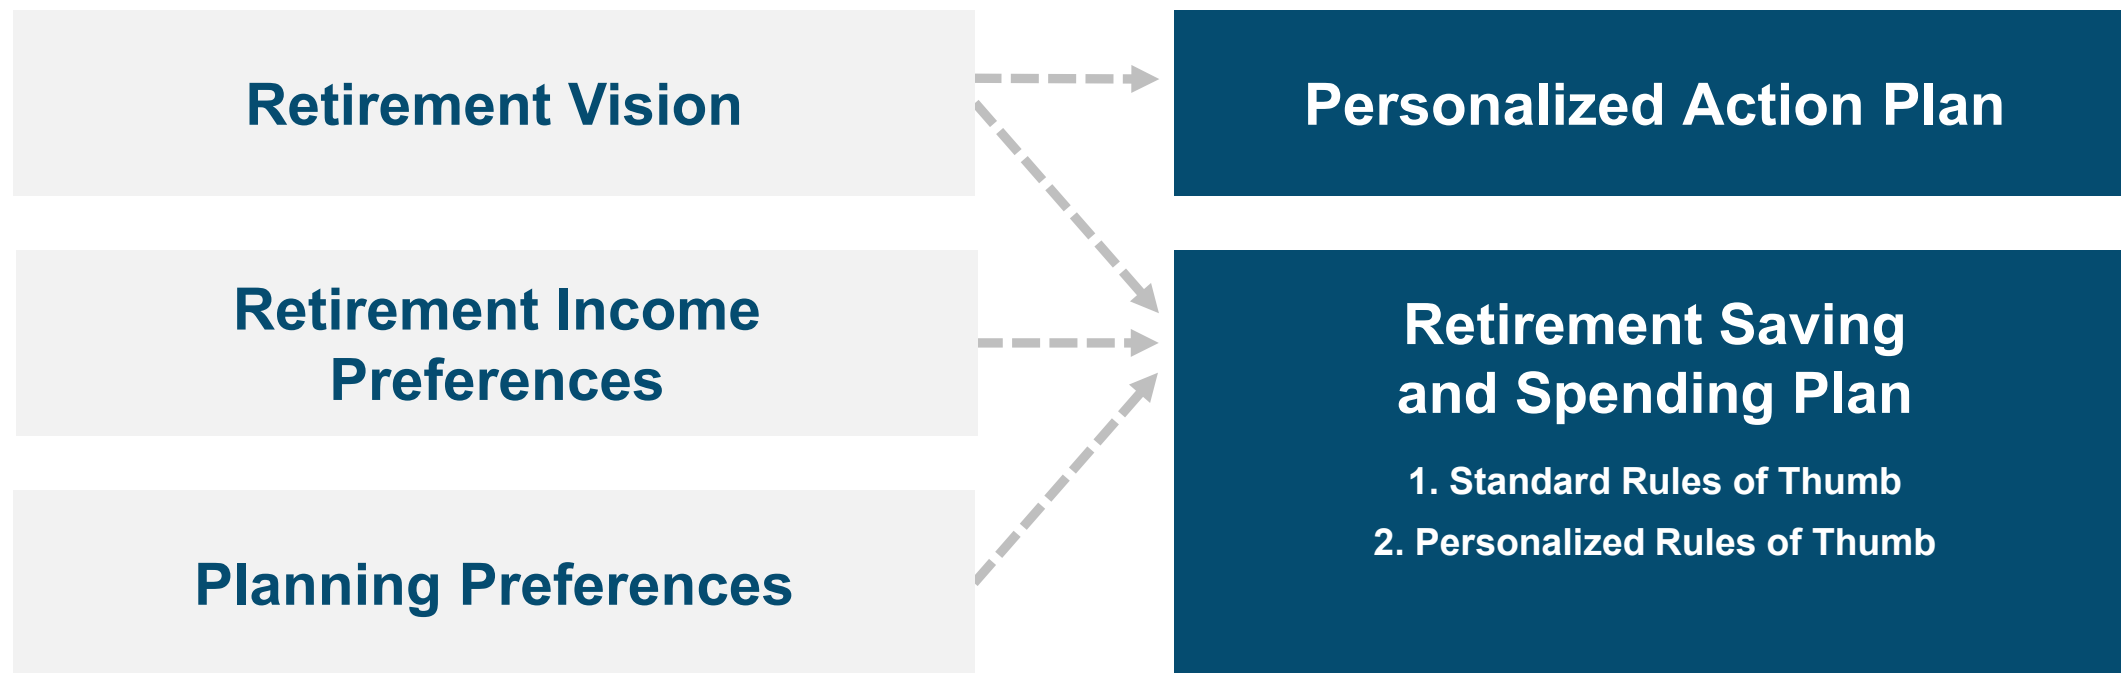 Retirement Vision
Personalized Action Plan
Retirement Income
Preferences
Planning Preferences
Retirement Saving
and Spending Plan
1. Standard Rules of Thumb
2. Personalized Rules of Thumb